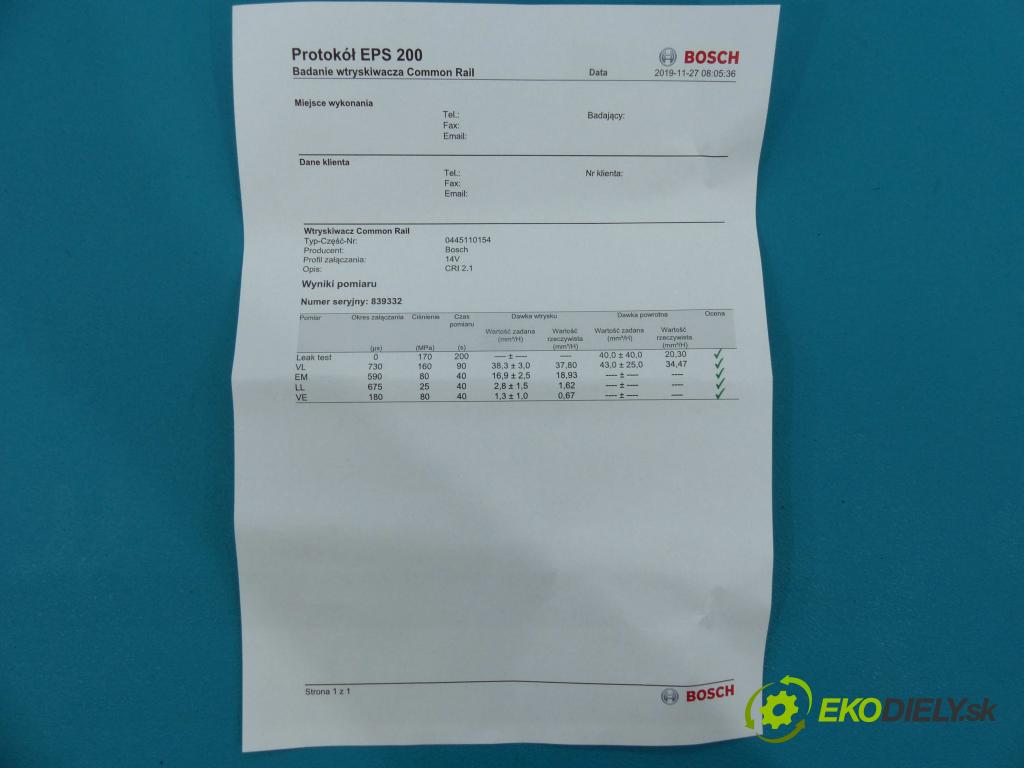 Protokół EPS 200
BOSCH
Badanie wtryskiwacza Common Rail Data 2019-11-27 08:05:36
Miejsce wykonania
Tel.: Badający:
Fax:
Email:
Dane klienta
Tel.: Nr klienta:
Fax:
Email:
Wtryskiwacz Common Rail
Typ-Część-Nr: 0445110154
Producent: Bosch
Profil załączania: 14V
Opis: CRI 2.1
Wyniki pomiaru
Numer seryjny: 839332
Pomiar Okres załączania Ciśnienie Czas pomiaru Dawka wtrysku Dawka powrotna Ocena
Wartość zadana (mm³/H) Wartość rzeczywista (mm³/H) Wartość zadana (mm³/H) Wartość rzeczywista (mm³/H)
(µs) (MPa) (s)
Leak test 0 170 200 ---- ± ---- ---- 40,0 ± 40,0 20,30 ✓
VL 730 160 90 38,3 ± 3,0 37,80 43,0 ± 25,0 34,47 ✓
EM 590 80 40 16,9 ± 2,5 18,93 ---- ± ---- ---- ✓
LL 675 25 40 2,8 ± 1,5 1,62 ---- ± ---- ---- ✓
VE 180 80 40 1,3 ± 1,0 0,67 ---- ± ---- ---- ✓
Strona 1 z 1
BOSCH
EKODIELY.sk